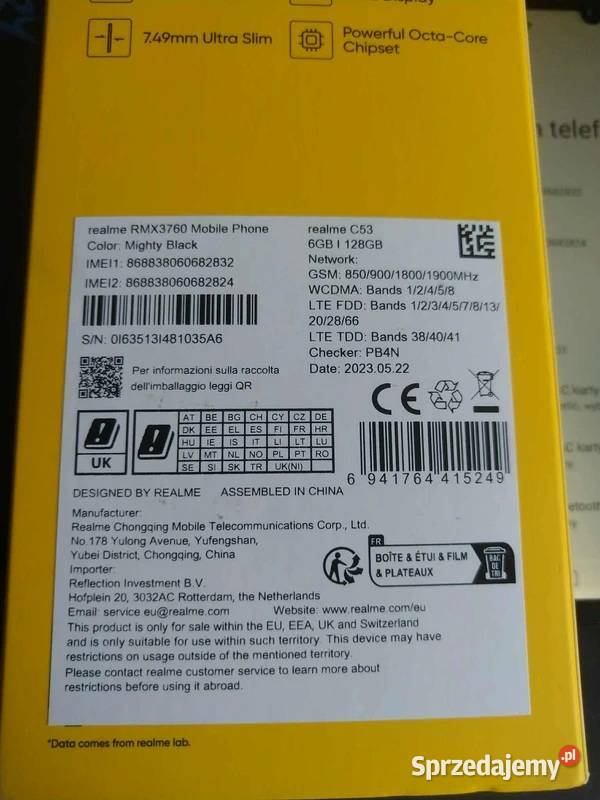 7.49mm Ultra Slim
Powerful Octa-Core
Chipset
realme RMX3760 Mobile Phone
Color: Mighty Black
IMEI1: 868838060682832
IMEI2: 868838060682824
S/N: 0I63513I481035A6
Per informazioni sulla raccolta
dell'imballaggio leggi QR
realme C53
6GB I 128GB
Network:
GSM: 850/900/1800/1900MHz
WCDMA: Bands 1/2/4/5/8
LTE FDD: Bands 1/2/3/4/5/7/8/13/
20/28/66
LTE TDD: Bands 38/40/41
Checker: PB4N
Date: 2023.05.22
CE
UK
AT BE BG CH CY CZ DE
DK EE EL ES FI FR HR
HU IE IS IT LI LT LU
LV MT NL NO PL PT RO
SE SI SK TR UK(NI)
6 941764 415249
DESIGNED BY REALME ASSEMBLED IN CHINA
Manufacturer:
Realme Chongqing Mobile Telecommunications Corp., Ltd.
No.178 Yulong Avenue, Yufengshan,
Yubei District, Chongqing, China
Importer:
Reflection Investment B.V.
Hofplein 20, 3032AC Rotterdam, the Netherlands
Email: service.eu@realme.com Website: www.realme.com/eu
FR
BOÎTE & ÉTUI & FILM
& PLATEAUX
BAC
DE
TRI
This product is only for sale within the EU, EEA, UK and Switzerland
and is only suitable for use within such territory. This device may have
restrictions on usage outside of the mentioned territory.
Please contact realme customer service to learn more about
restrictions before using it abroad.
*Data comes from realme lab.
telef
Sprzedajemy.pl